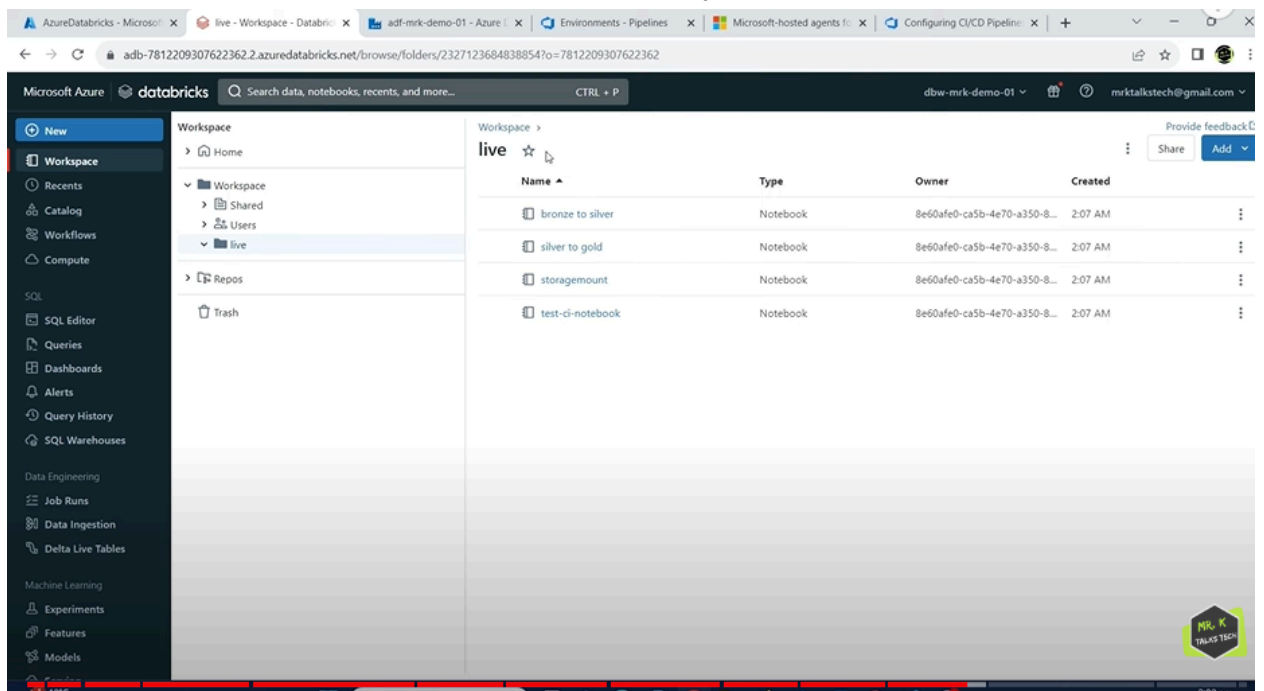 AzureDatabricks - Microsoft
live - Workspace - Databric
adf-mrk-demo-01 - Azure D
Environments - Pipelines
Microsoft-hosted agents fo
Configuring CI/CD Pipeline
adb-7812209307622362.2.azuredatabricks.net/browse/folders/2327123684838854?o=7812209307622362
Microsoft Azure databricks Search data, notebooks, recents, and more... CTRL + P dbw-mrk-demo-01 mrktalkstech@gmail.com
New
Workspace
Recents
Catalog
Workflows
Compute
SQL
SQL Editor
Queries
Dashboards
Alerts
Query History
SQL Warehouses
Data Engineering
Job Runs
Data Ingestion
Delta Live Tables
Machine Learning
Experiments
Features
Models
Workspace
Home
Workspace
Shared
Users
live
Repos
Trash
Workspace ›
Provide feedback
live
Share Add
Name Type Owner Created
bronze to silver Notebook 8e60afe0-ca5b-4e70-a350-8... 2:07 AM
silver to gold Notebook 8e60afe0-ca5b-4e70-a350-8... 2:07 AM
storagemount Notebook 8e60afe0-ca5b-4e70-a350-8... 2:07 AM
test-ci-notebook Notebook 8e60afe0-ca5b-4e70-a350-8... 2:07 AM
MR. K
TALKS TECH